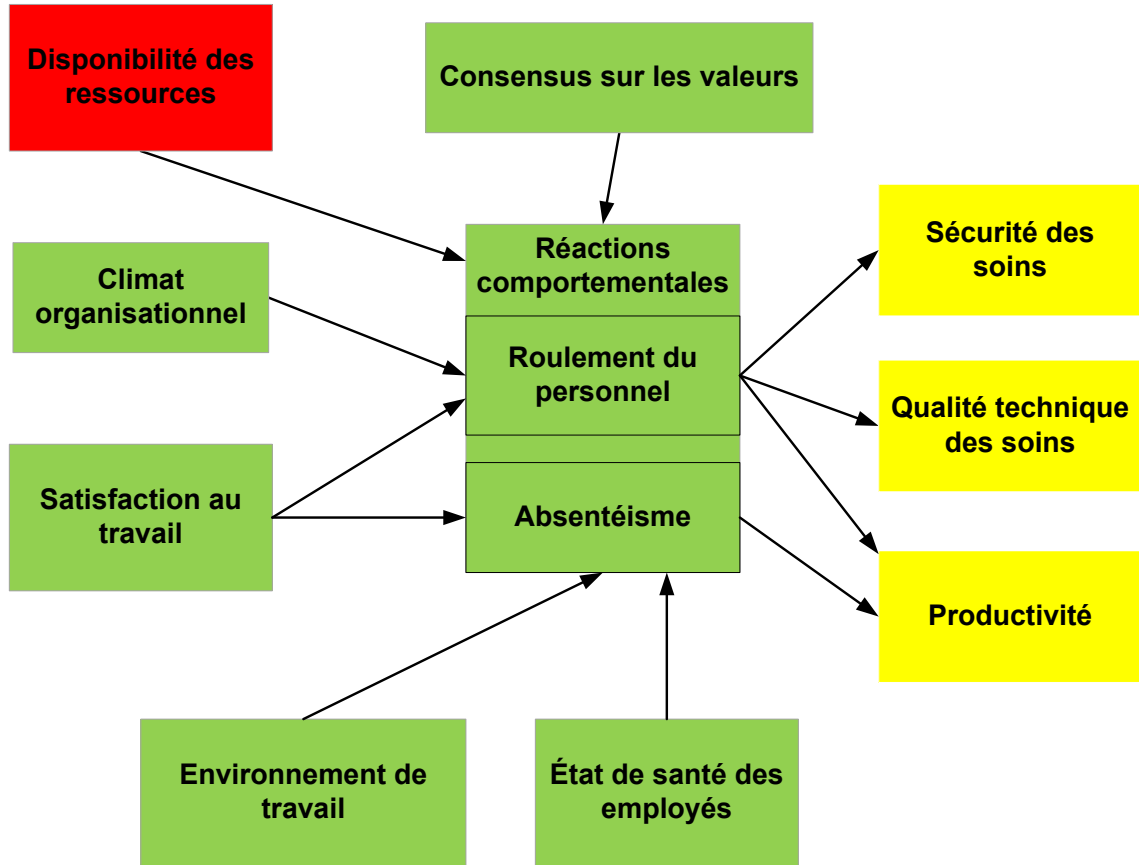 Disponibilité des
ressources
Consensus sur les valeurs
Climat
organisationnel
Réactions
comportementales
Roulement du
personnel
Absentéisme
Satisfaction au
travail
Sécurité des
soins
Qualité technique
des soins
Productivité
Environnement de
travail
État de santé des
employés